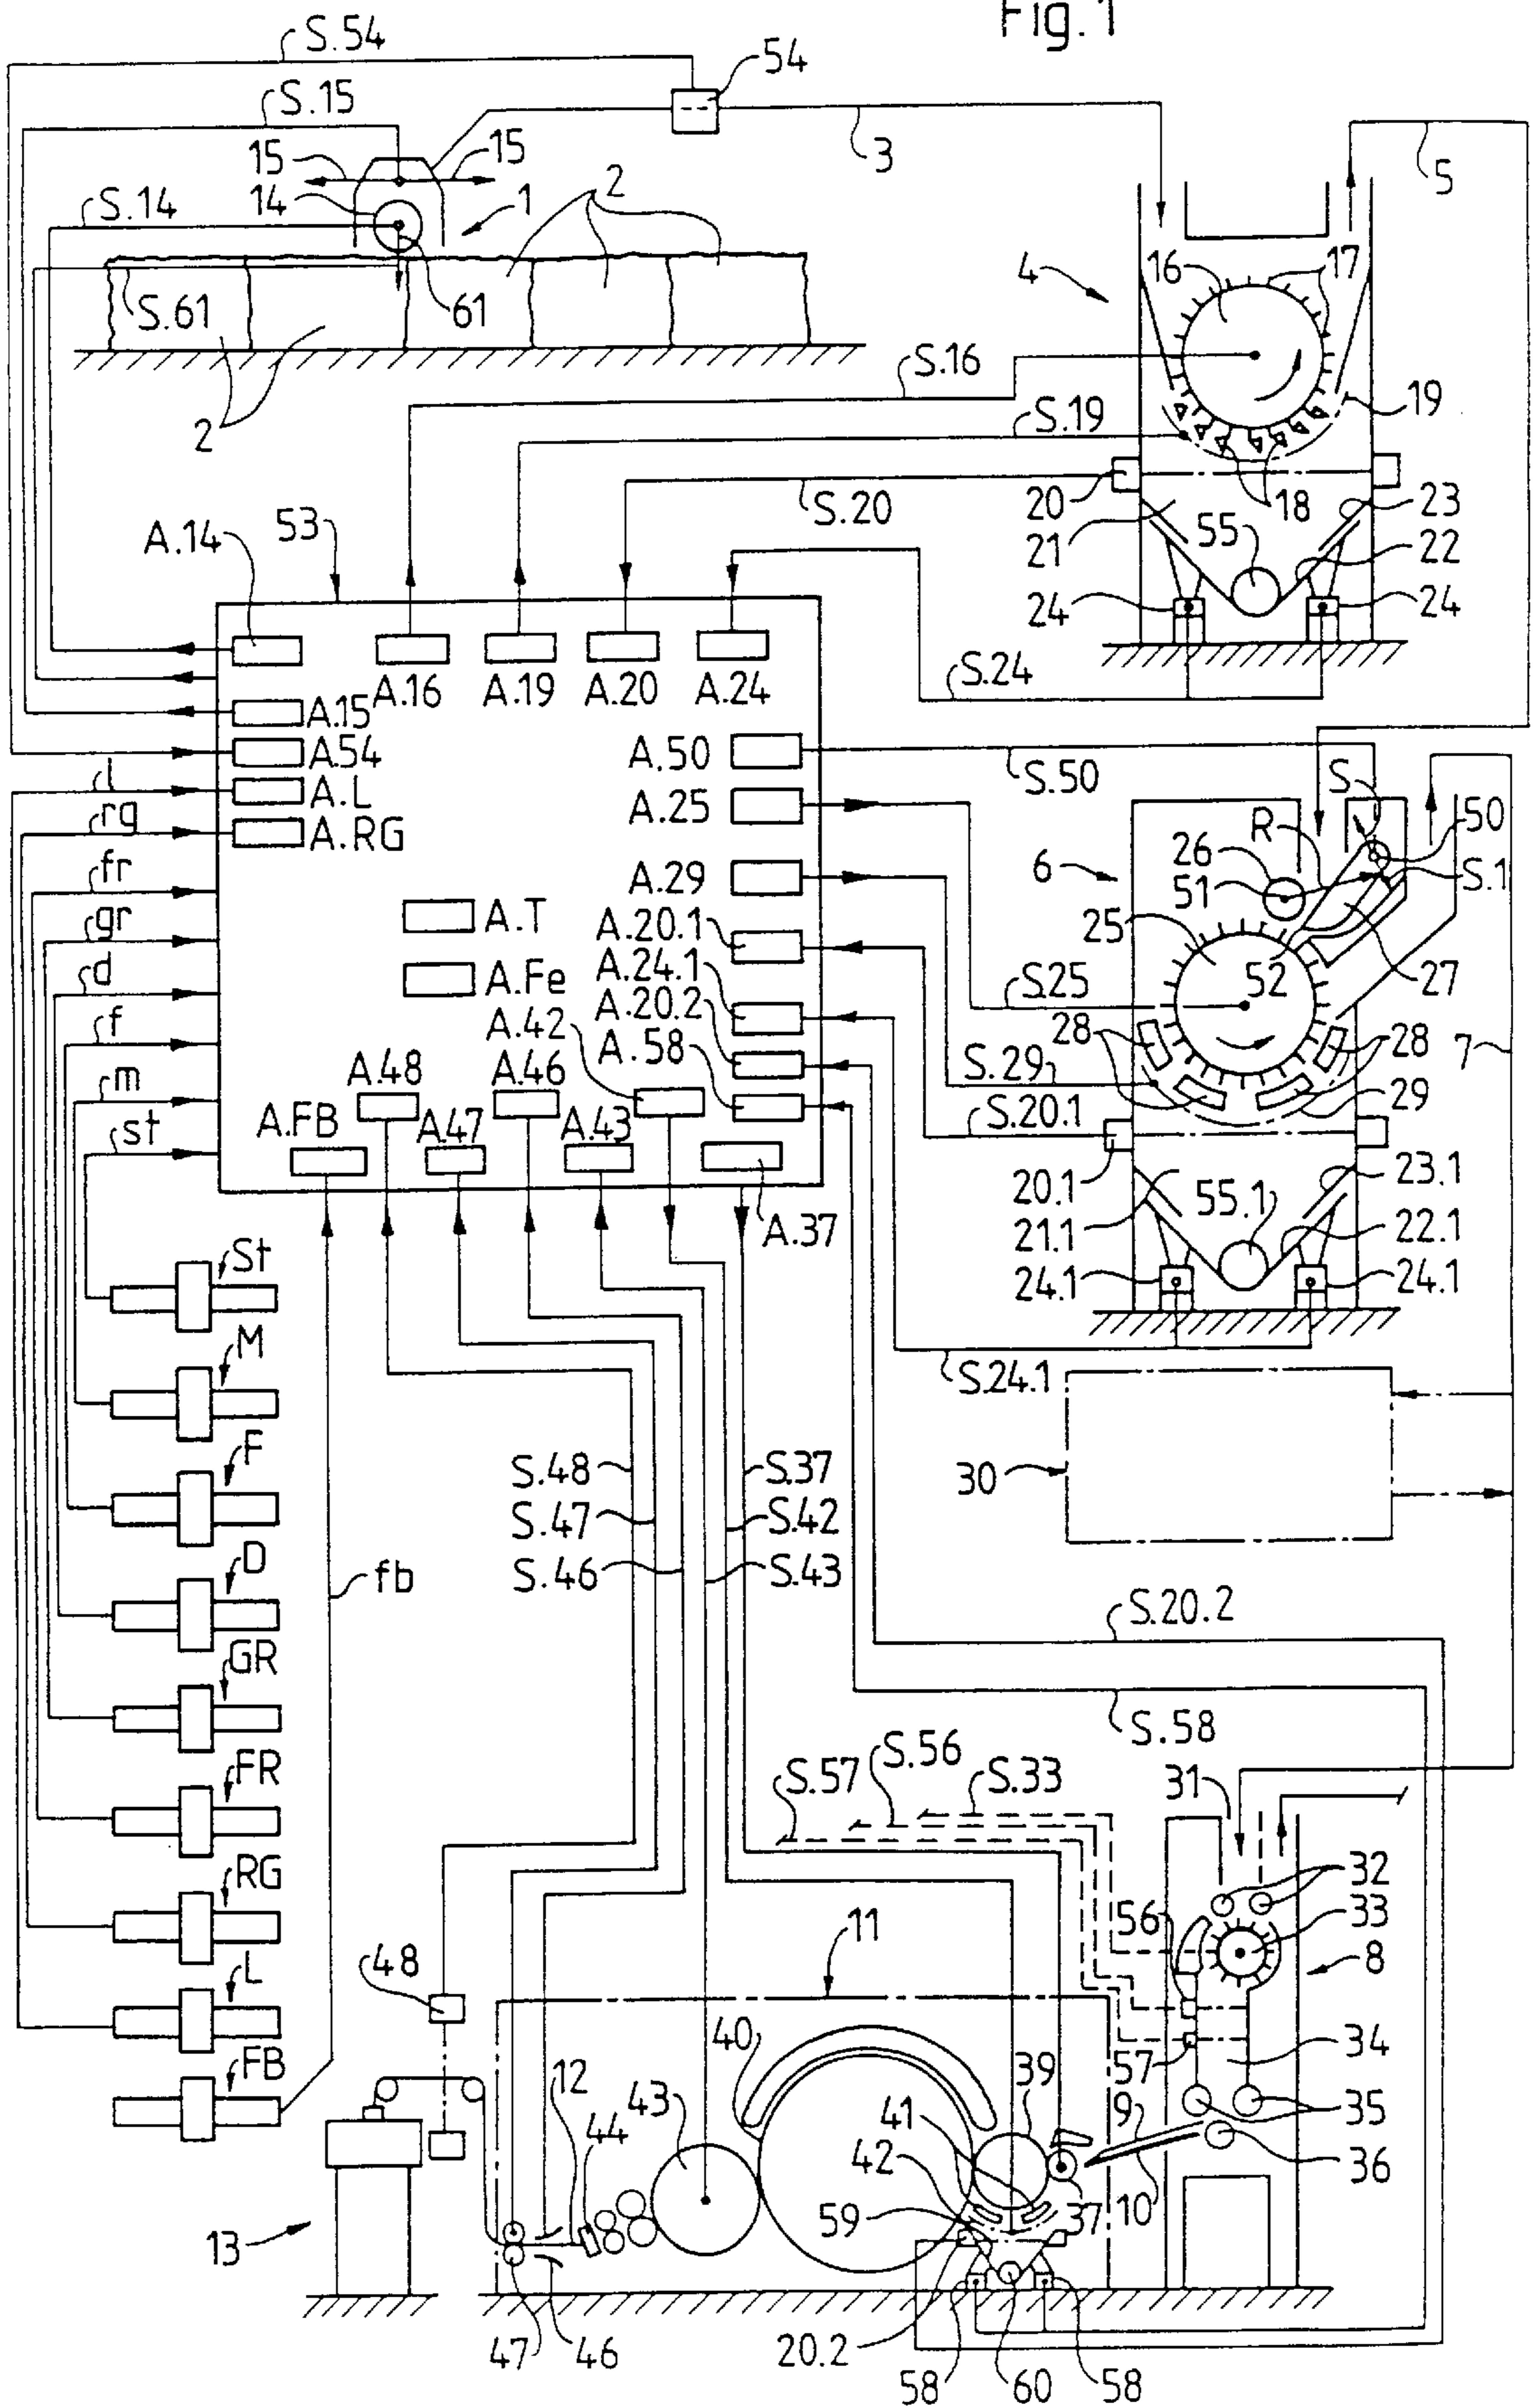 Fig.1
S.54
54
S.15
15
15
3
5
S.14
14
1
2
S.61
61
2
4
16
17
S.16
19
S.19
20
S.20
18
23
21
55
22
24
24
S.24
53
A.14
A.16
A.19
A.20
A.24
A.15
A.54
A.L
A.RG
A.50
A.25
A.29
A.T
A.Fe
A.20.1
A.24.1
A.20.2
A.42
A.58
A.48
A.46
A.FB
A.47
A.43
A.37
l
rg
fr
gr
d
f
m
st
S.50
S
R
50
26
6
51
S.1
25
52
27
S.25
28
28
7
S.29
29
S.20.1
20.1
23.1
21.1
55.1
22.1
24.1
24.1
S.24.1
St
M
F
D
GR
FR
RG
L
FB
fb
S.48
S.37
30
S.47
S.42
S.46
S.43
S.20.2
S.58
S.56
S.57
S.33
31
32
56
33
11
8
48
40
34
57
12
43
39
9
35
44
41
42
36
59
37
10
13
47
46
20.2
58
60
58